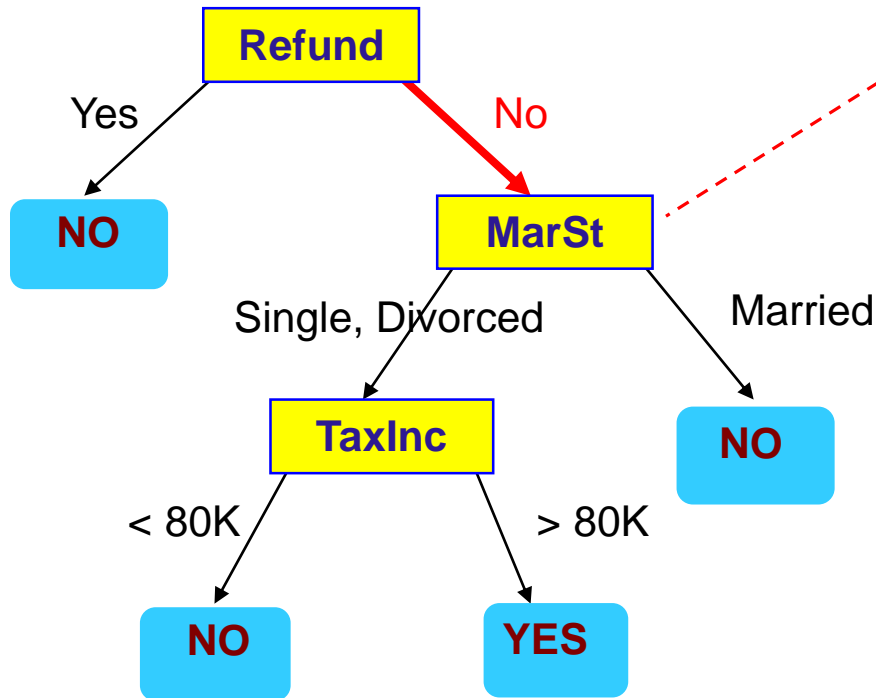 Refund
Yes
No
NO
MarSt
Single, Divorced
Married
TaxInc
NO
< 80K
> 80K
NO
YES